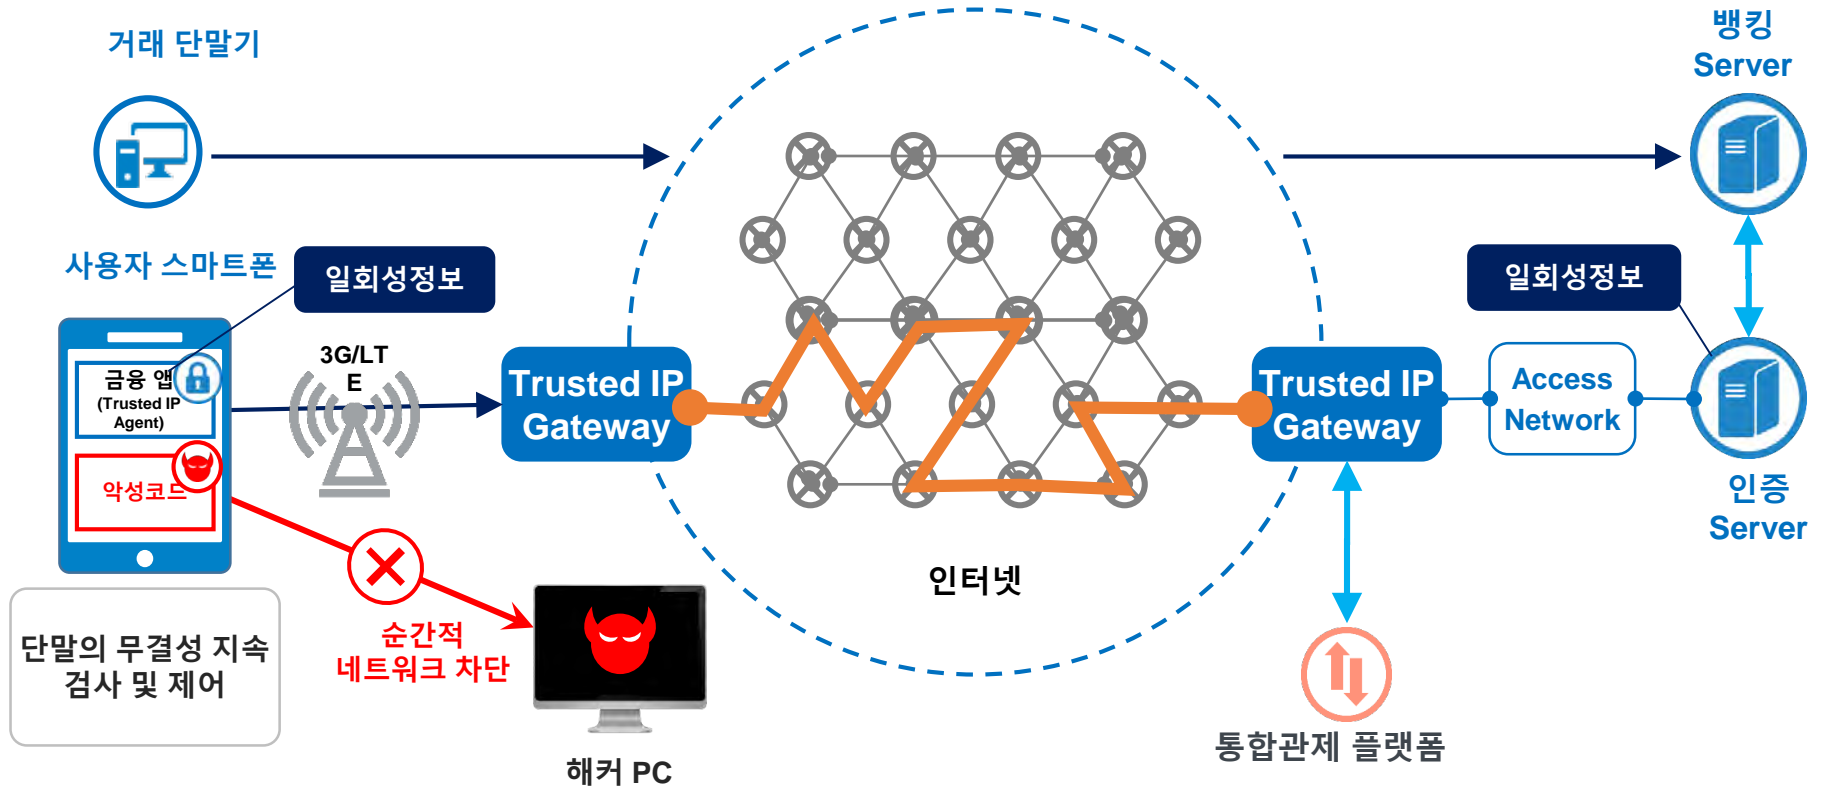 거래 단말기
뱅킹
Server
사용자 스마트폰
일회성정보
일회성정보
3G/LT
E
금융 앱
(Trusted IP
Agent)
악성코드
Trusted IP
Gateway
Trusted IP
Gateway
Access
Network
인증
Server
인터넷
순간적
네트워크 차단
단말의 무결성 지속
검사 및 제어
해커 PC
통합관제 플랫폼